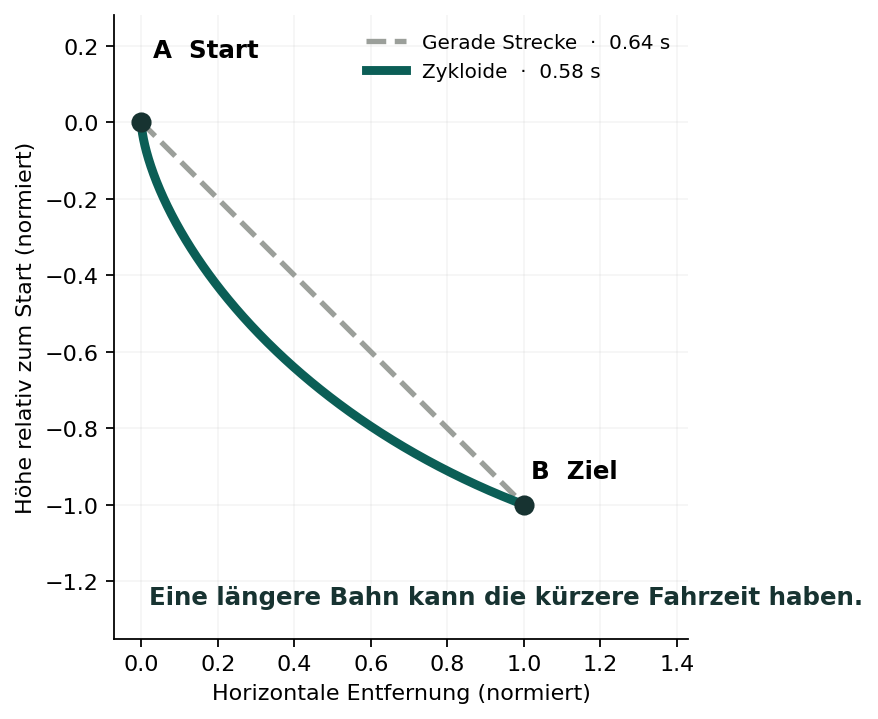 A  Start
Gerade Strecke  ·  0.64 s
Zykloide  ·  0.58 s
Höhe relativ zum Start (normiert)
0.2
0.0
−0.2
−0.4
−0.6
−0.8
−1.0
−1.2
B  Ziel
Eine längere Bahn kann die kürzere Fahrzeit haben.
0.0 0.2 0.4 0.6 0.8 1.0 1.2 1.4
Horizontale Entfernung (normiert)